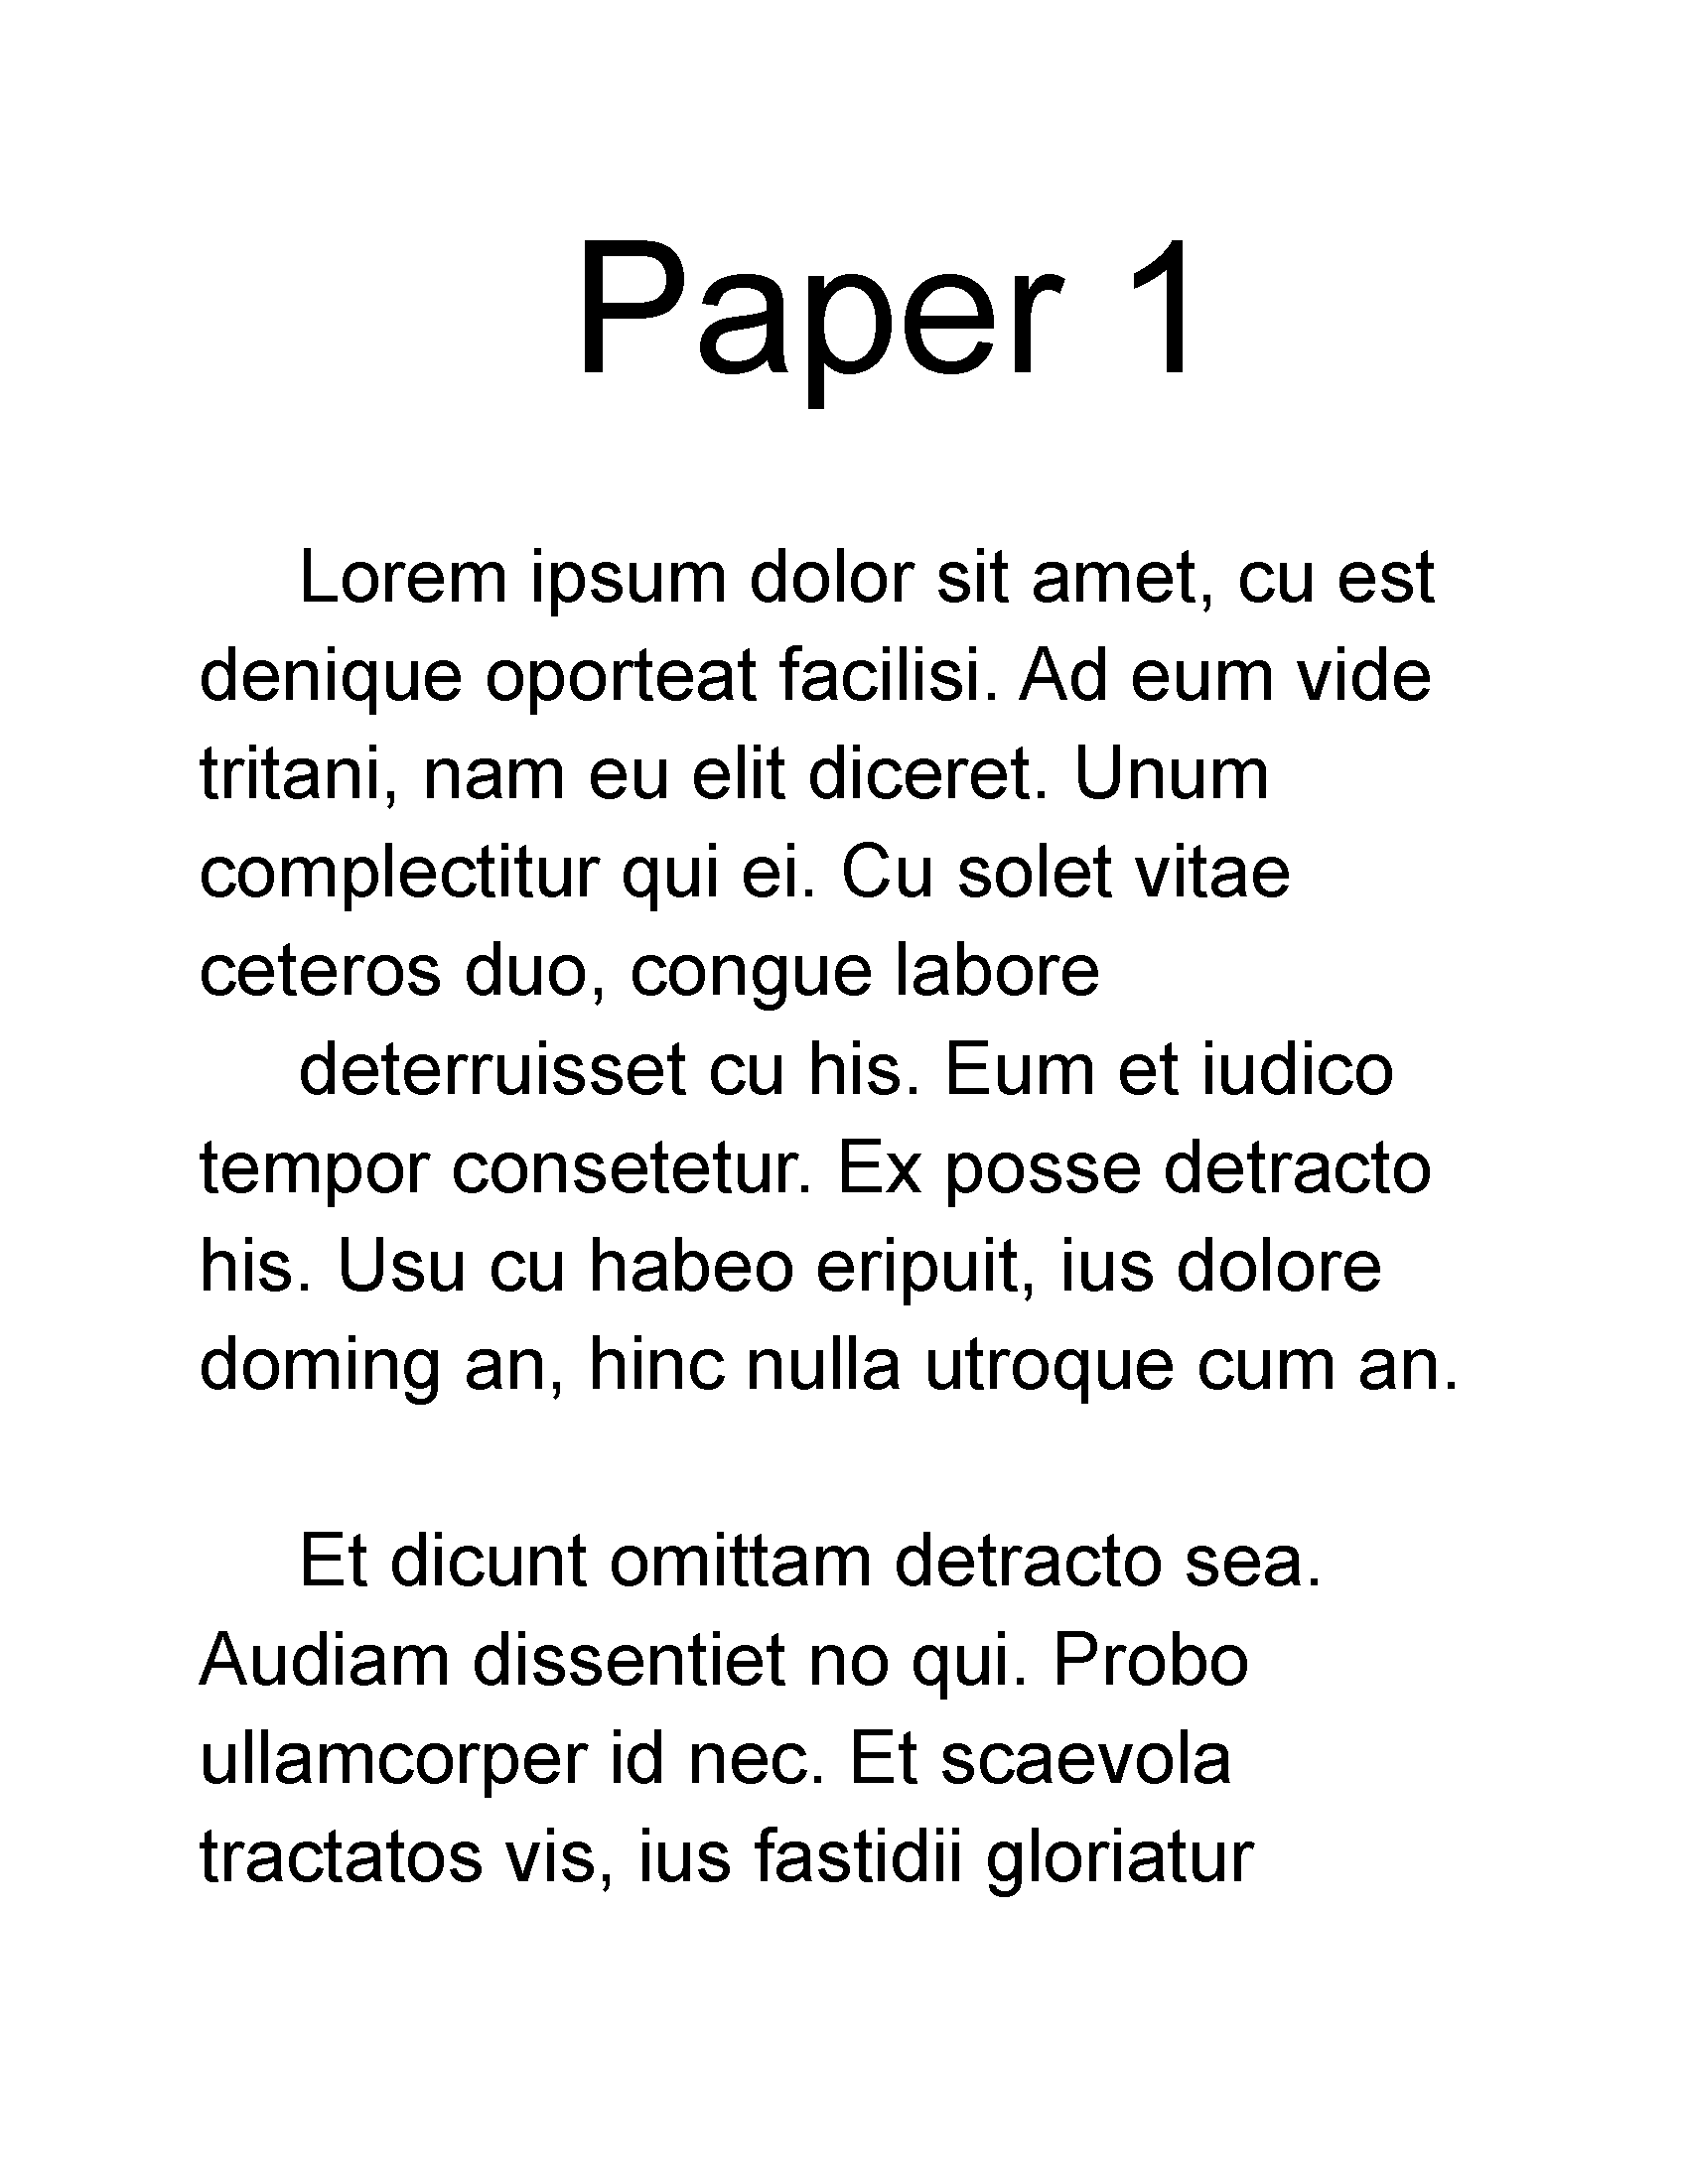 Paper 1
Lorem ipsum dolor sit amet, cu est
denique oporteat facilisi. Ad eum vide
tritani, nam eu elit diceret. Unum
complectitur qui ei. Cu solet vitae
ceteros duo, congue labore
deterruisset cu his. Eum et iudico
tempor consetetur. Ex posse detracto
his. Usu cu habeo eripuit, ius dolore
doming an, hinc nulla utroque cum an.
Et dicunt omittam detracto sea.
Audiam dissentiet no qui. Probo
ullamcorper id nec. Et scaevola
tractatos vis, ius fastidii gloriatur